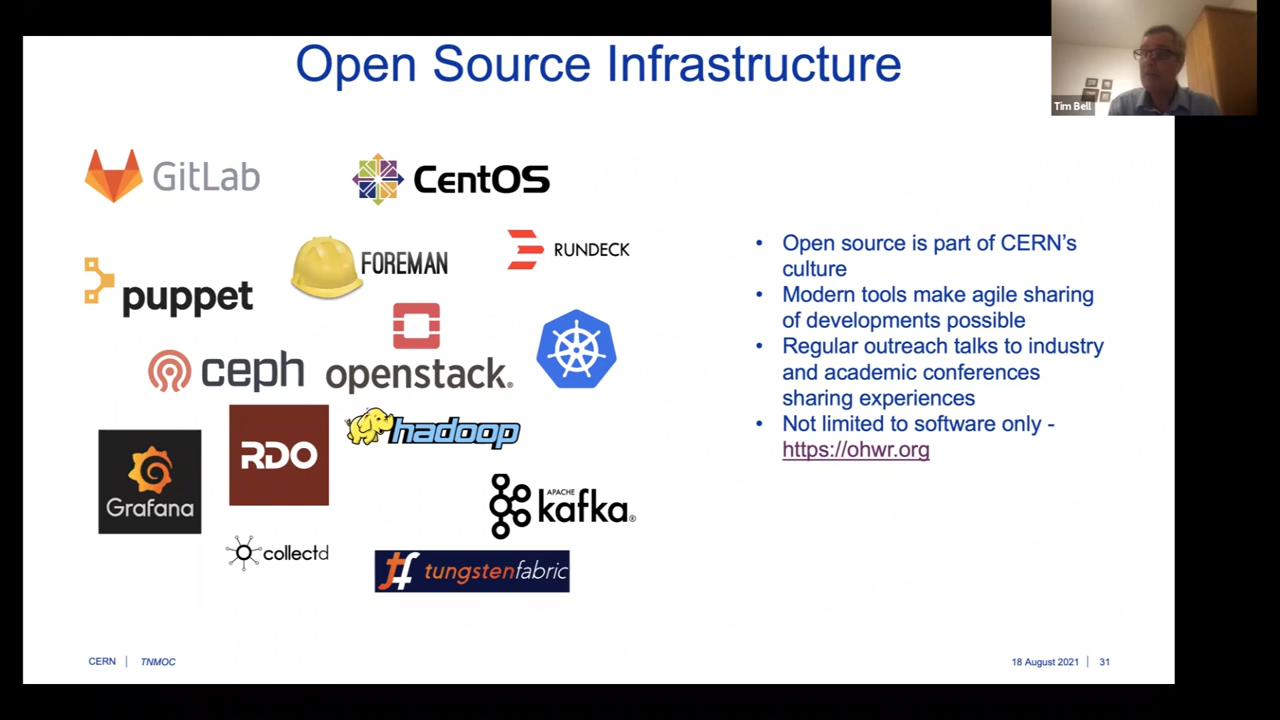 Open Source Infrastructure
Tim Bell
GitLab
CentOS
FOREMAN
RUNDECK
puppet
ceph
openstack.
hadoop
RDO
Grafana
APACHE
kafka®
collectd
tungstenfabric
• Open source is part of CERN’s
culture
• Modern tools make agile sharing
of developments possible
• Regular outreach talks to industry
and academic conferences
sharing experiences
• Not limited to software only -
https://ohwr.org
CERN | TNMOC
18 August 2021 | 31